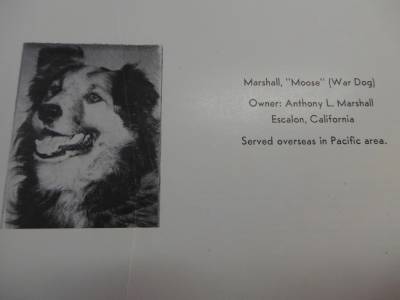 Marshall, "Moose" (War Dog)
Owner: Anthony L. Marshall
Escalon, California
Served overseas in Pacific area.